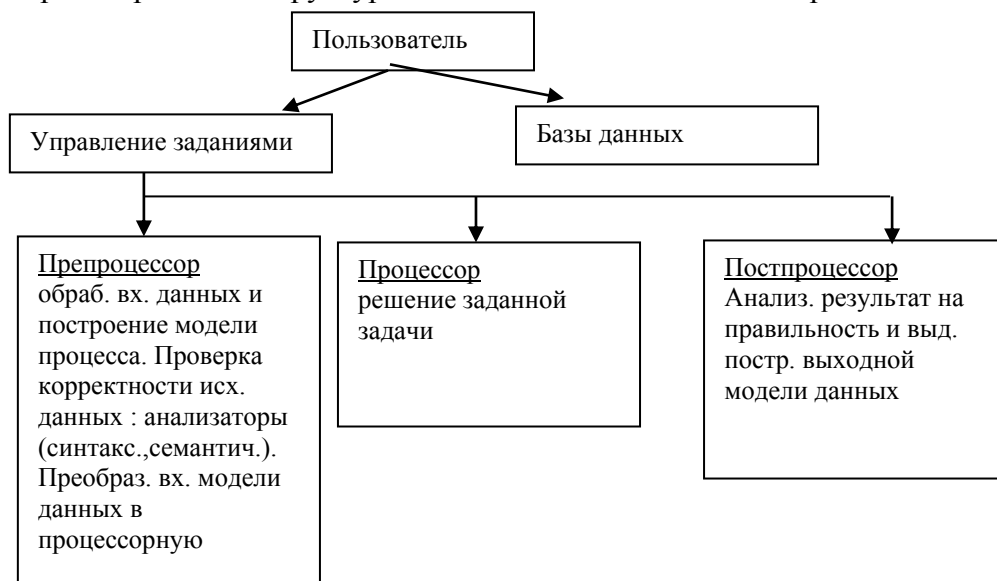 Пользователь
Управление заданиями
Базы данных
Препроцессор
обраб. вх. данных и
построение модели
процесса. Проверка
корректности исх.
данных : анализаторы
(синтакс.,семантич.).
Преобраз. вх. модели
данных в
процессорную
Процессор
решение заданной
задачи
Постпроцессор
Анализ. результат на
правильность и выд.
постр. выходной
модели данных